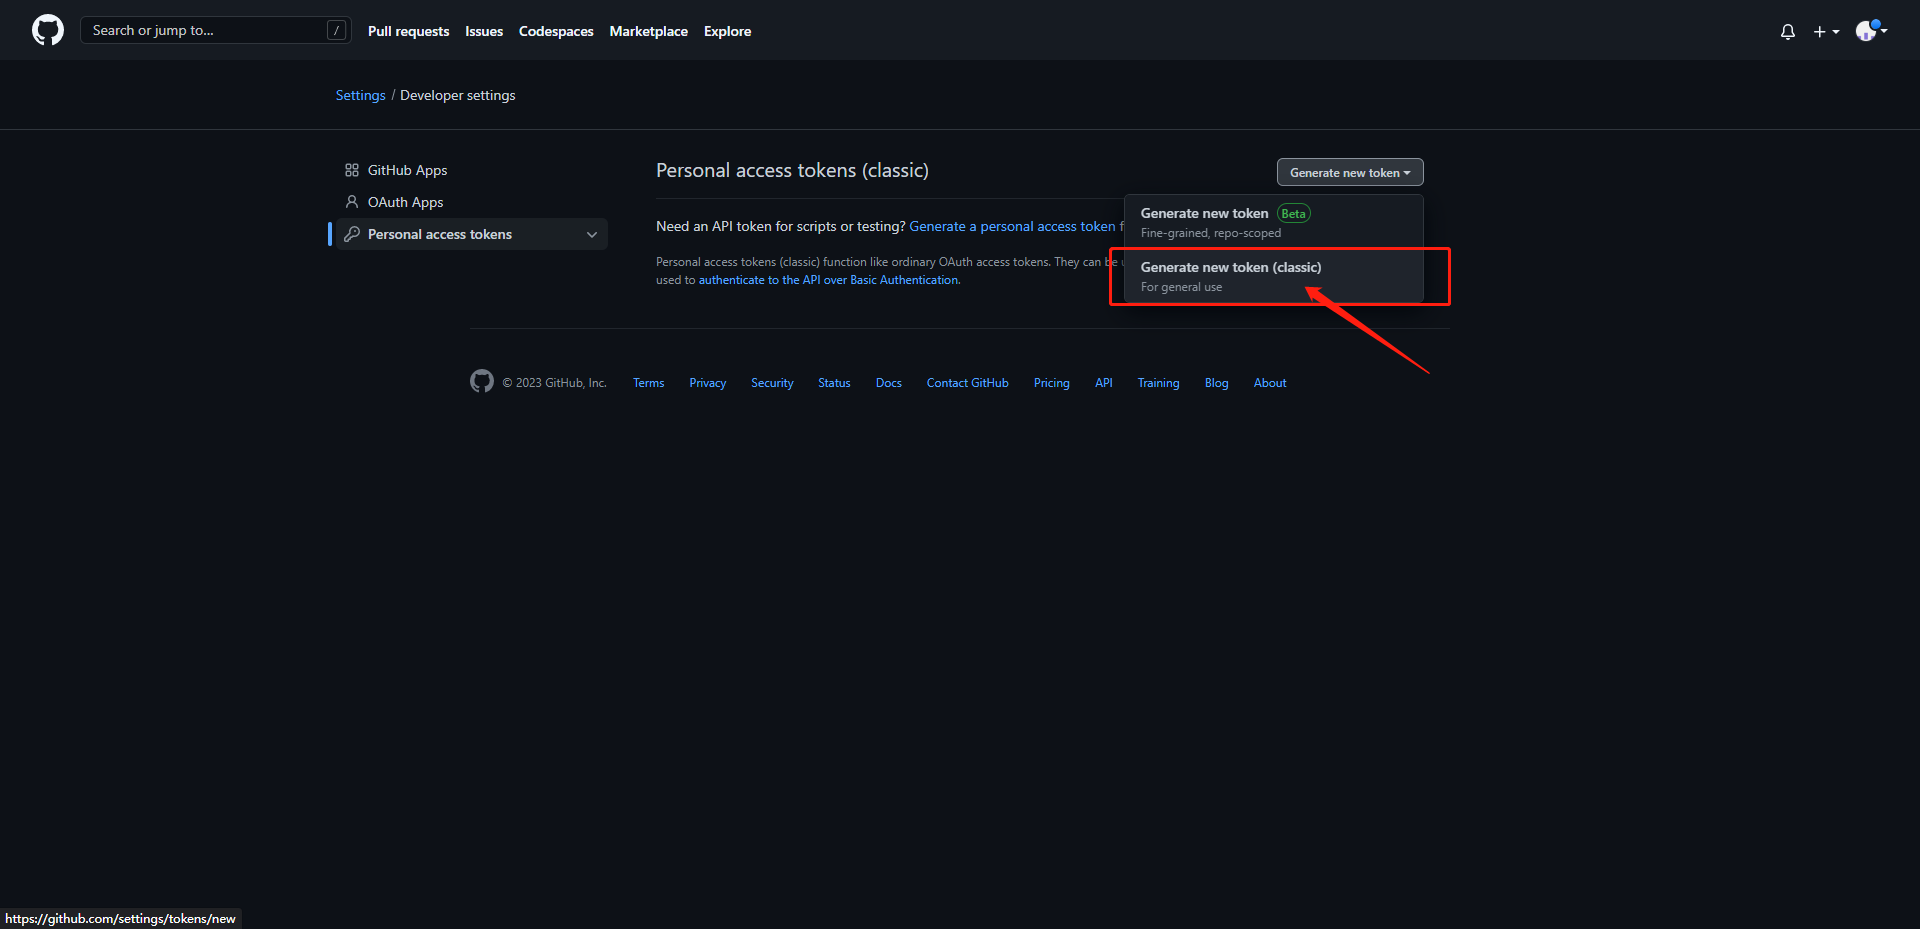 Search or jump to...
/
Pull requests
Issues
Codespaces
Marketplace
Explore
Settings / Developer settings
GitHub Apps
OAuth Apps
Personal access tokens
Personal access tokens (classic)
Generate new token
Need an API token for scripts or testing? Generate a personal access token f
Personal access tokens (classic) function like ordinary OAuth access tokens. They can be u
used to authenticate to the API over Basic Authentication.
Generate new token Beta
Fine-grained, repo-scoped
Generate new token (classic)
For general use
© 2023 GitHub, Inc.
Terms
Privacy
Security
Status
Docs
Contact GitHub
Pricing
API
Training
Blog
About
https://github.com/settings/tokens/new